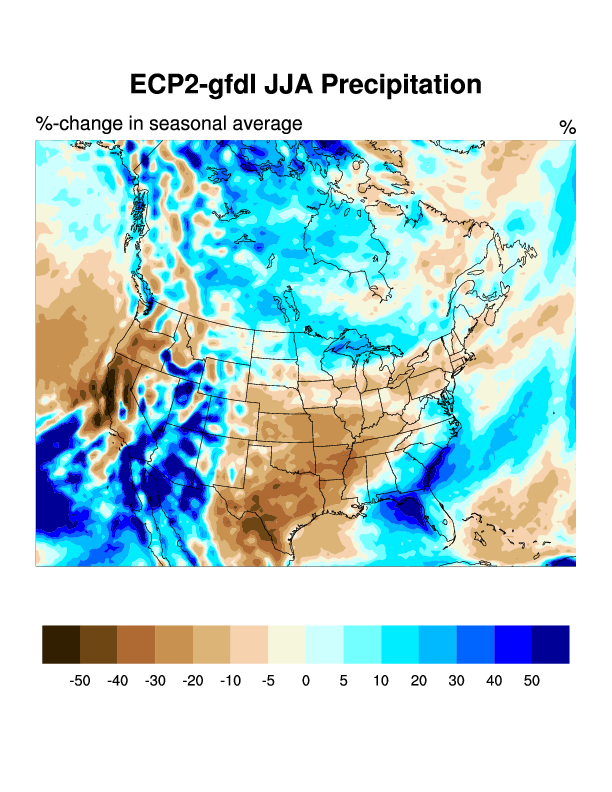 ECP2-gfdl JJA Precipitation
%-change in seasonal average %
-50 -40 -30 -20 -10 -5 0 5 10 20 30 40 50